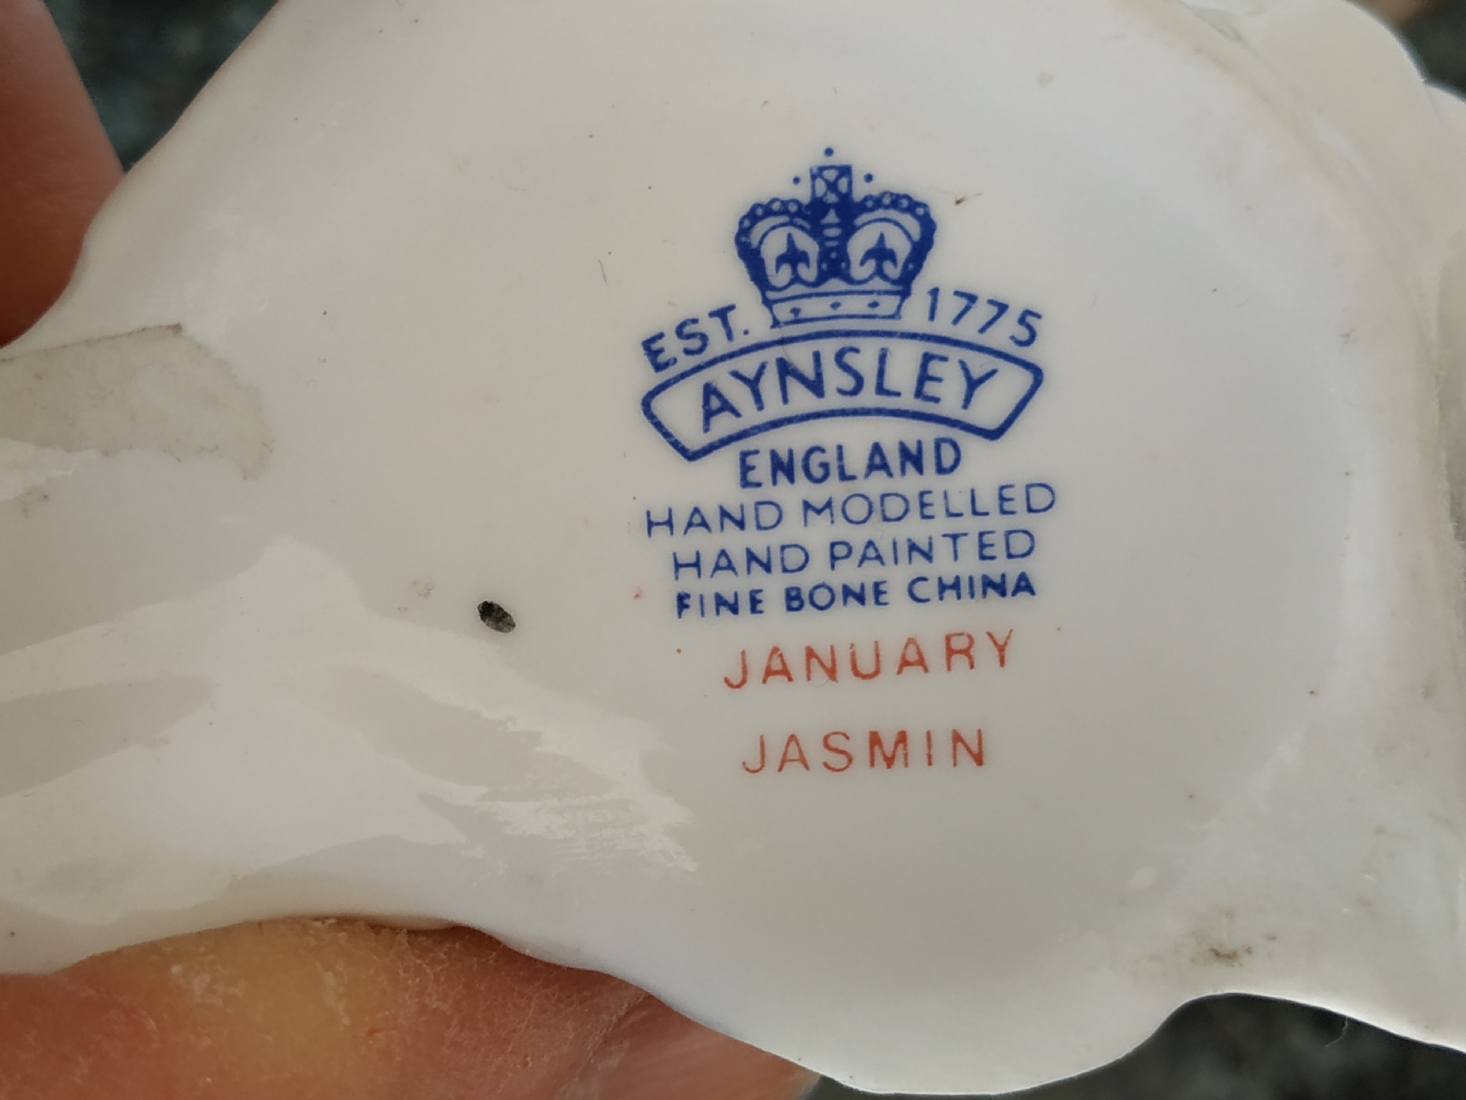 EST. 1775
AYNSLEY
ENGLAND
HAND MODELLED
HAND PAINTED
FINE BONE CHINA
JANUARY
JASMIN